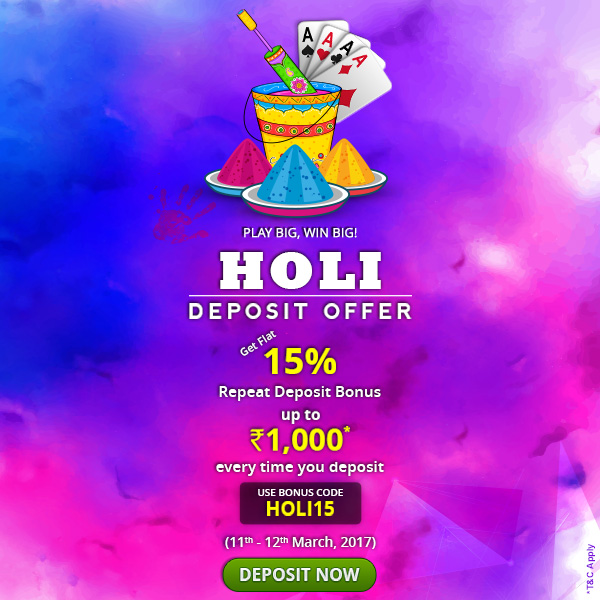 A A A A
PLAY BIG, WIN BIG!
HOLI
DEPOSIT OFFER
Get Flat
15%
Repeat Deposit Bonus
up to
₹1,000*
every time you deposit
USE BONUS CODE
HOLI15
(11th - 12th March, 2017)
DEPOSIT NOW
*T&C Apply